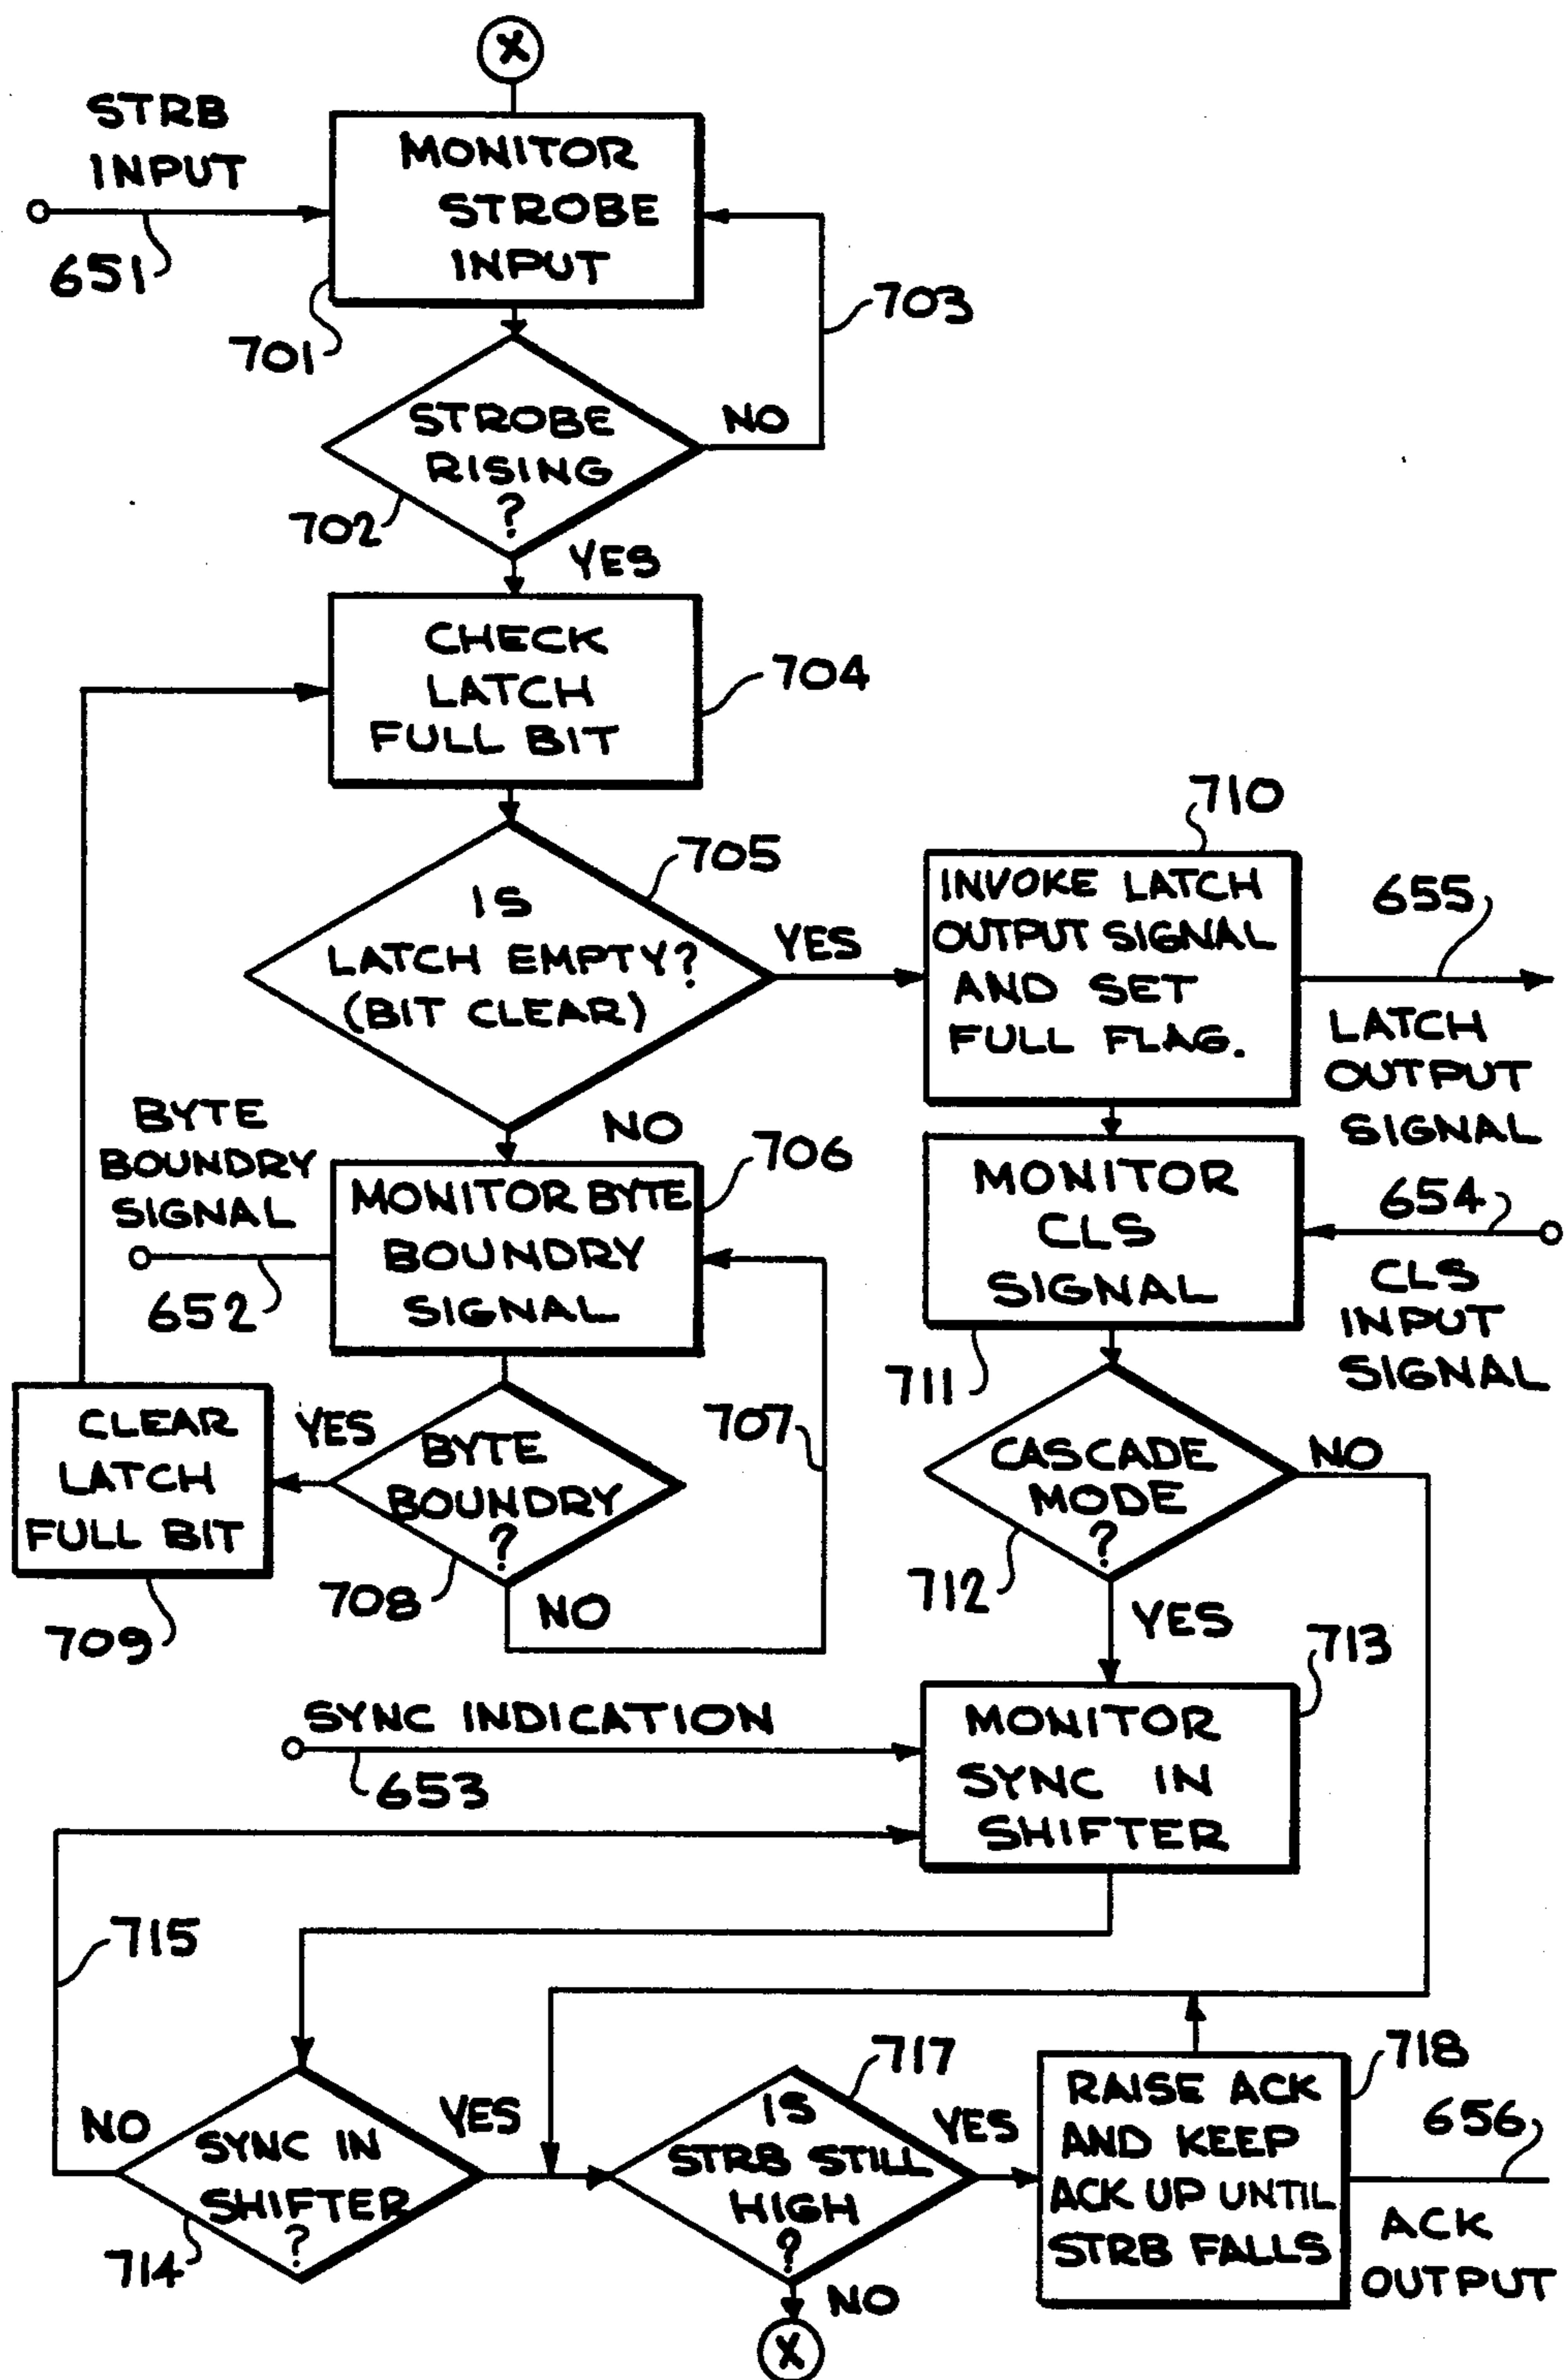 X
STRB
INPUT
651
MONITOR
STROBE
INPUT
701
703
STROBE
RISING
?
NO
702
YES
CHECK
LATCH
FULL BIT
704
IS
LATCH EMPTY?
(BIT CLEAR)
705
YES
NO
710
INVOKE LATCH
OUTPUT SIGNAL
AND SET
FULL FLAG.
655
LATCH
OUTPUT
SIGNAL
BYTE
BOUNDRY
SIGNAL
652
MONITOR BYTE
BOUNDRY
SIGNAL
706
MONITOR
CLS
SIGNAL
654
CLS
INPUT
SIGNAL
711
CLEAR
LATCH
FULL BIT
709
YES
BYTE
BOUNDRY
?
708
NO
707
CASCADE
MODE
?
NO
712
YES
713
SYNC INDICATION
653
MONITOR
SYNC IN
SHIFTER
715
NO
SYNC IN
SHIFTER
?
714
YES
717
IS
STRB STILL
HIGH
?
YES
NO
718
RAISE ACK
AND KEEP
ACK UP UNTIL
STRB FALLS
656
ACK
OUTPUT
X